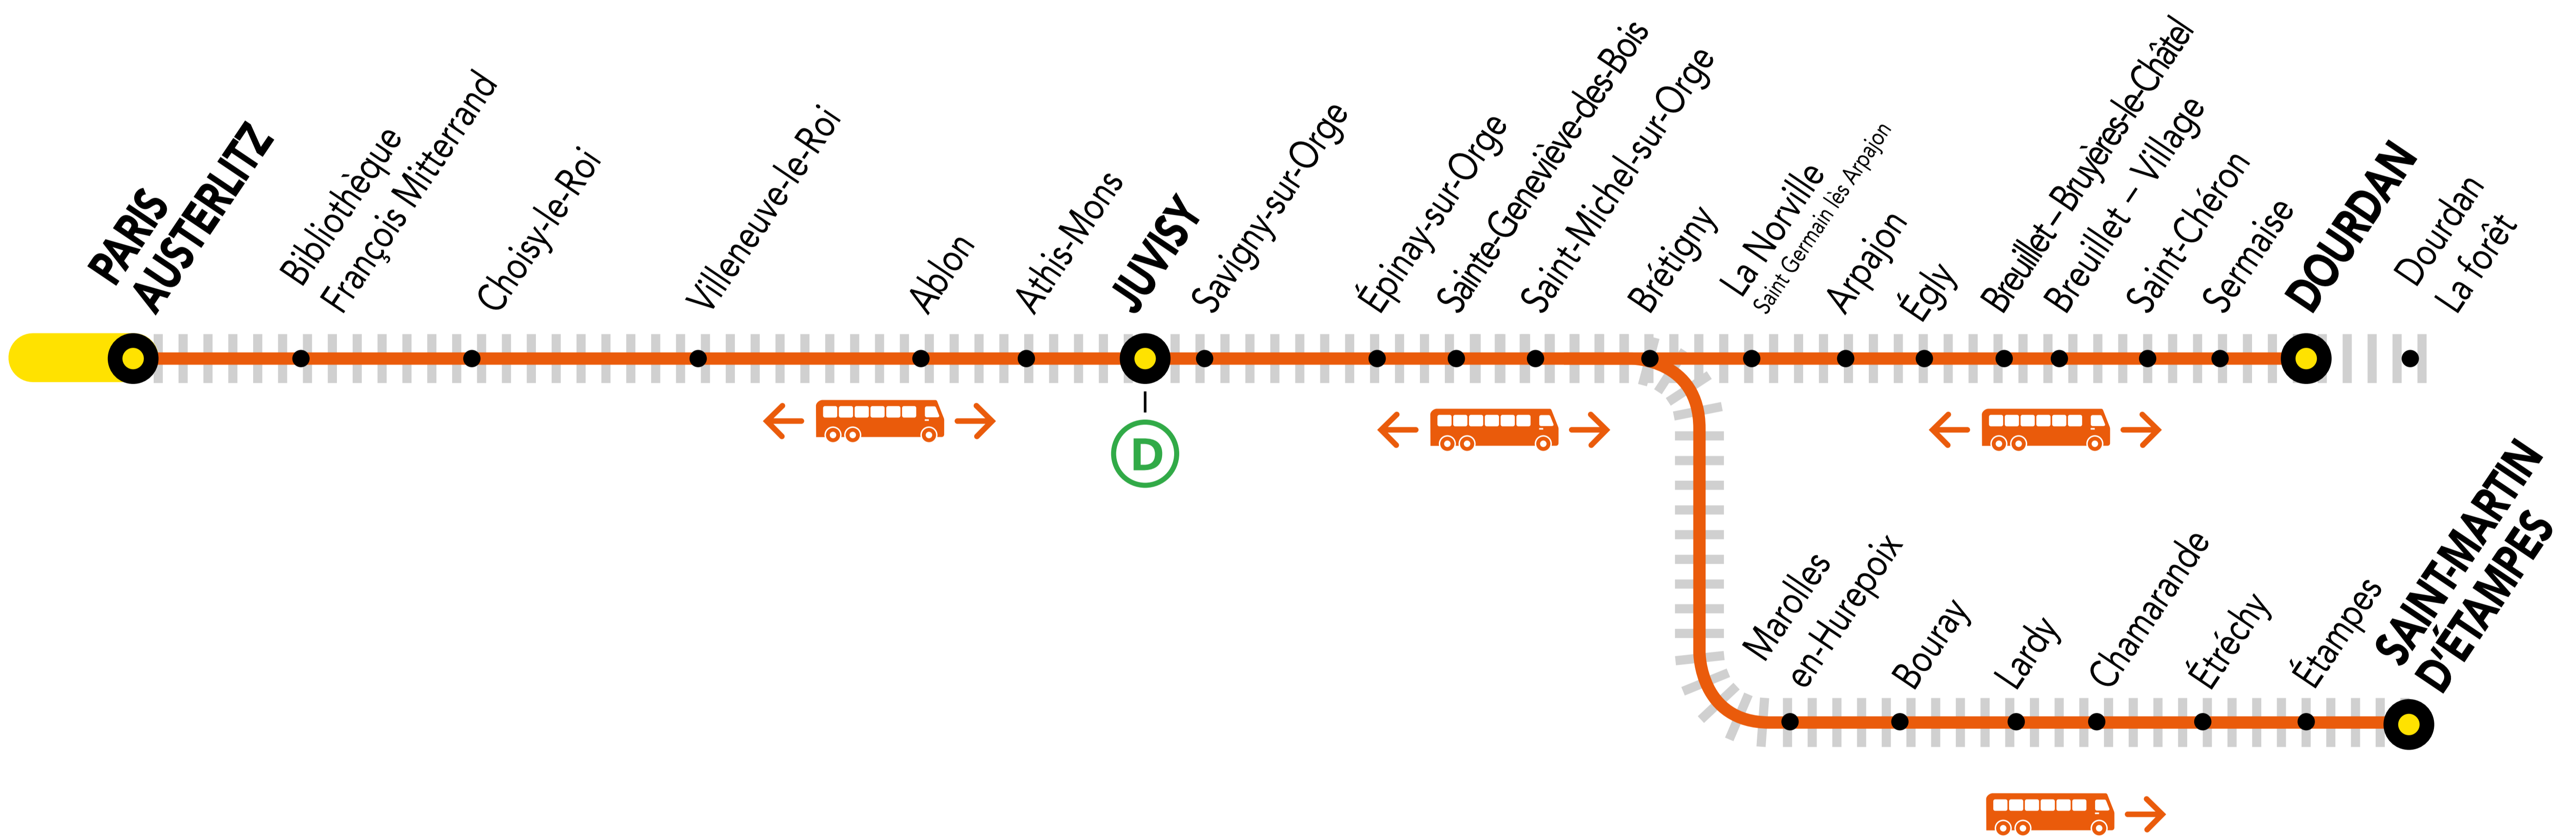 PARIS
AUSTERLITZ
Bibliothèque
François Mitterrand
Choisy-le-Roi
Villeneuve-le-Roi
Ablon
Athis-Mons
JUVISY
Savigny-sur-Orge
Épinay-sur-Orge
Sainte-Geneviève-des-Bois
Saint-Michel-sur-Orge
Brétigny
La Norville
Saint Germain lès Arpajon
Arpajon
Égly
Breuillet – Bruyères-le-Châtel
Breuillet – Village
Saint-Chéron
Sermaise
DOURDAN
Dourdan
La forêt
D
Marolles
en-Hurepoix
Bouray
Lardy
Chamarande
Étréchy
Étampes
SAINT-MARTIN
D'ÉTAMPES